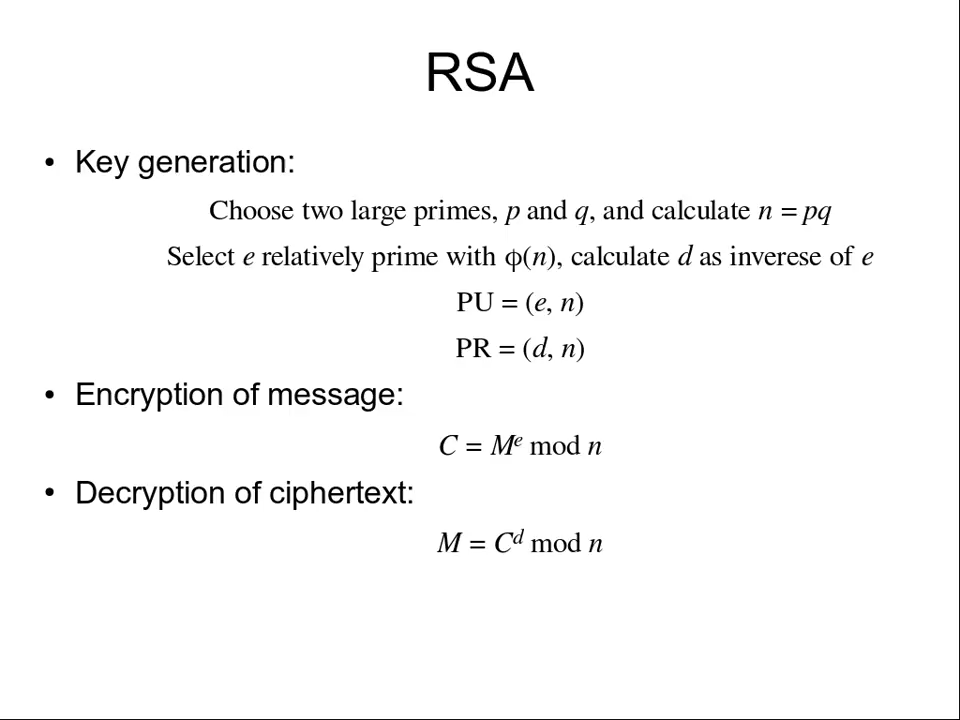 RSA
• Key generation:
Choose two large primes, p and q, and calculate n = pq
Select e relatively prime with ϕ(n), calculate d as inverese of e
PU = (e, n)
PR = (d, n)
• Encryption of message:
C = Mᵉ mod n
• Decryption of ciphertext:
M = Cᵈ mod n